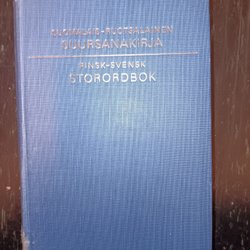 SUOMALAIS-RUOTSALAINEN
SUURSANAKIRJA
FINSK-SVENSK
STORORDBOK